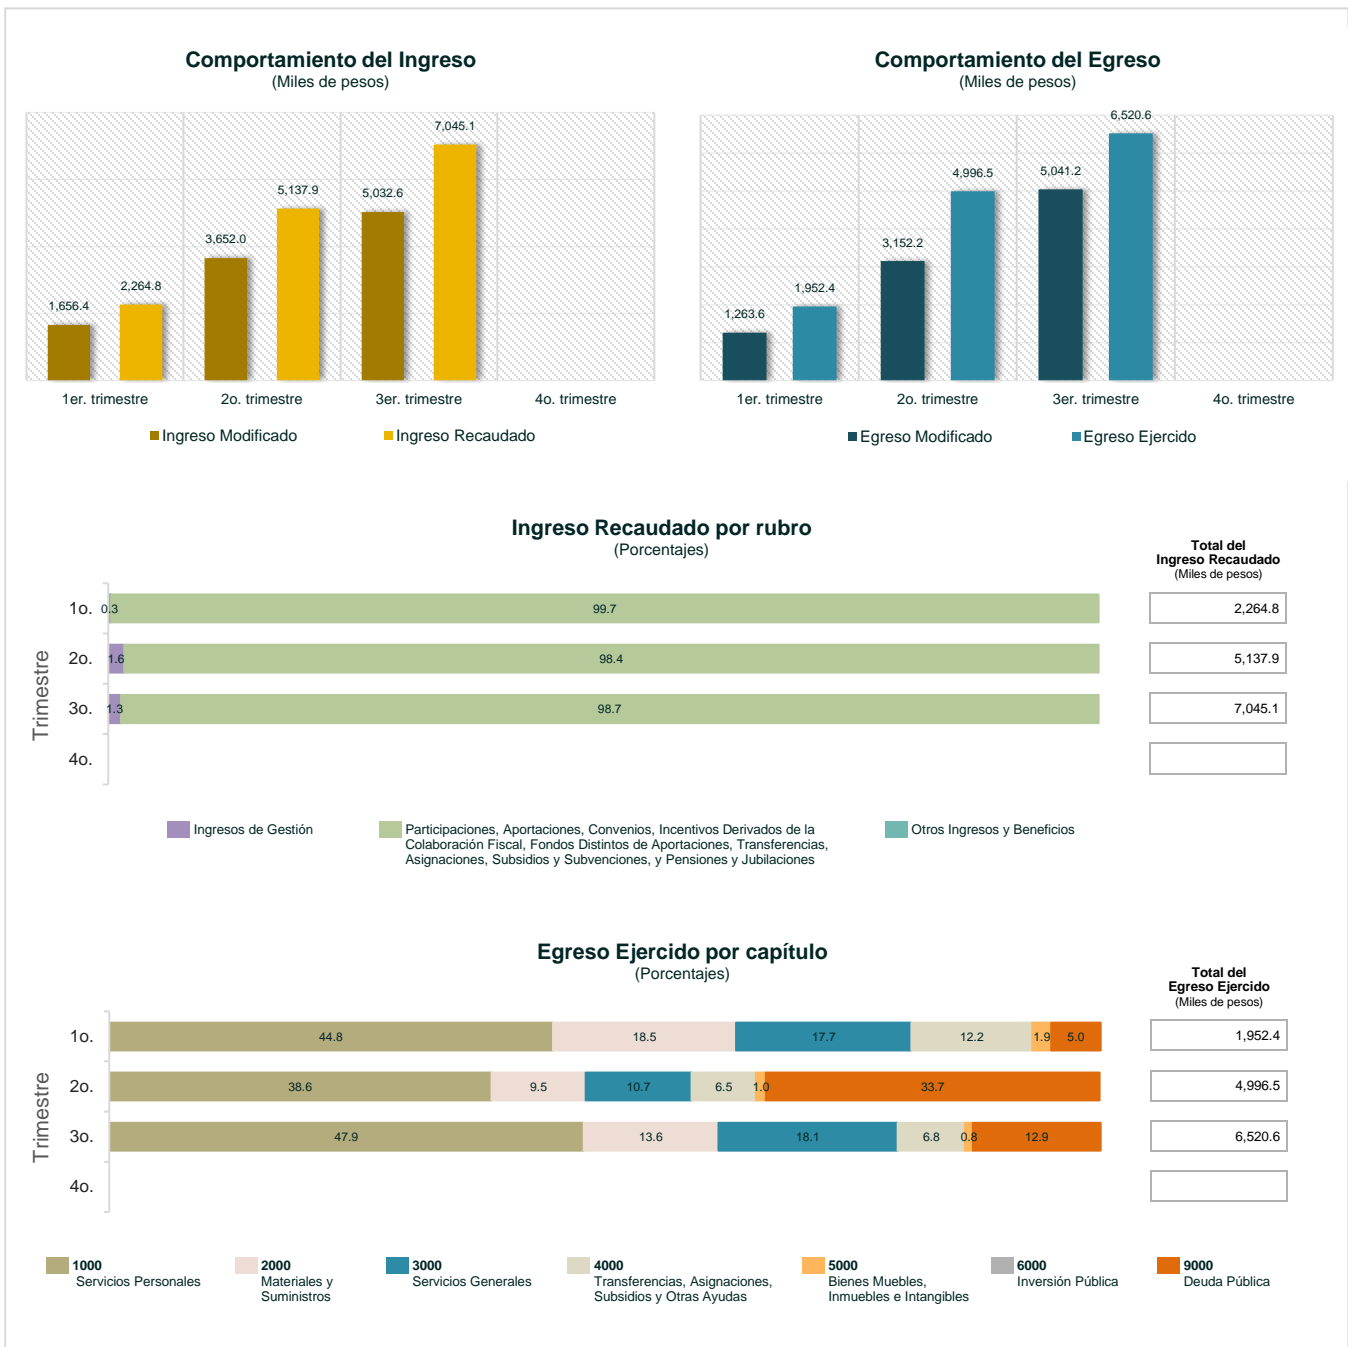 Comportamiento del Ingreso
(Miles de pesos)
1,656.4
2,264.8
3,652.0
5,137.9
5,032.6
7,045.1
1er. trimestre
2o. trimestre
3er. trimestre
4o. trimestre
Ingreso Modificado
Ingreso Recaudado
Comportamiento del Egreso
(Miles de pesos)
1,263.6
1,952.4
3,152.2
4,996.5
5,041.2
6,520.6
1er. trimestre
2o. trimestre
3er. trimestre
4o. trimestre
Egreso Modificado
Egreso Ejercido
Ingreso Recaudado por rubro
(Porcentajes)
Total del
Ingreso Recaudado
(Miles de pesos)
Trimestre
1o. 0.3 99.7 2,264.8
2o. 1.6 98.4 5,137.9
3o. 1.3 98.7 7,045.1
4o.
Ingresos de Gestión
Participaciones, Aportaciones, Convenios, Incentivos Derivados de la
Colaboración Fiscal, Fondos Distintos de Aportaciones, Transferencias,
Asignaciones, Subsidios y Subvenciones, y Pensiones y Jubilaciones
Otros Ingresos y Beneficios
Egreso Ejercido por capítulo
(Porcentajes)
Total del
Egreso Ejercido
(Miles de pesos)
Trimestre
1o. 44.8 18.5 17.7 12.2 1.9 5.0 1,952.4
2o. 38.6 9.5 10.7 6.5 1.0 33.7 4,996.5
3o. 47.9 13.6 18.1 6.8 0.8 12.9 6,520.6
4o.
1000
Servicios Personales
2000
Materiales y
Suministros
3000
Servicios Generales
4000
Transferencias, Asignaciones,
Subsidios y Otras Ayudas
5000
Bienes Muebles,
Inmuebles e Intangibles
6000
Inversión Pública
9000
Deuda Pública